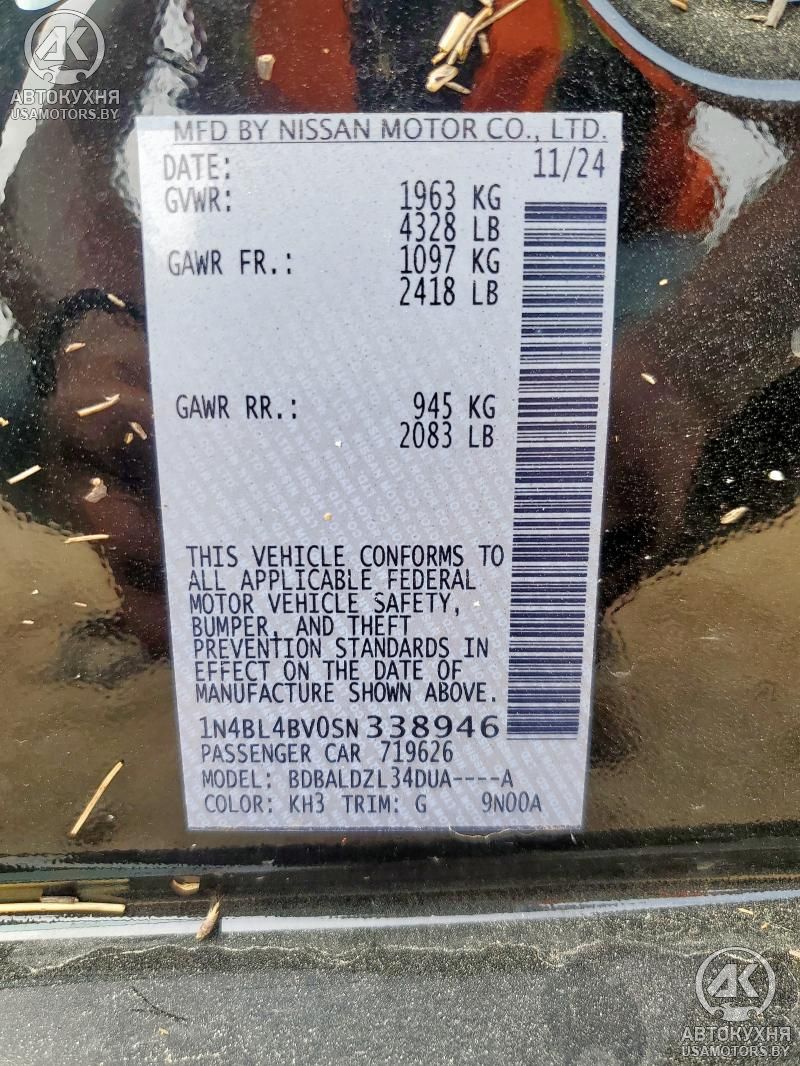 AK
АВТОКУХНЯ
USAMOTORS.BY
MFD BY NISSAN MOTOR CO., LTD.
DATE: 11/24
GVWR: 1963 KG
4328 LB
GAWR FR.: 1097 KG
2418 LB
GAWR RR.: 945 KG
2083 LB
THIS VEHICLE CONFORMS TO
ALL APPLICABLE FEDERAL
MOTOR VEHICLE SAFETY,
BUMPER, AND THEFT
PREVENTION STANDARDS IN
EFFECT ON THE DATE OF
MANUFACTURE SHOWN ABOVE.
1N4BL4BV0SN338946
PASSENGER CAR 719626
MODEL: BDBALDZL34DUA----A
COLOR: KH3 TRIM: G 9N00A
AK
АВТОКУХНЯ
USAMOTORS.BY